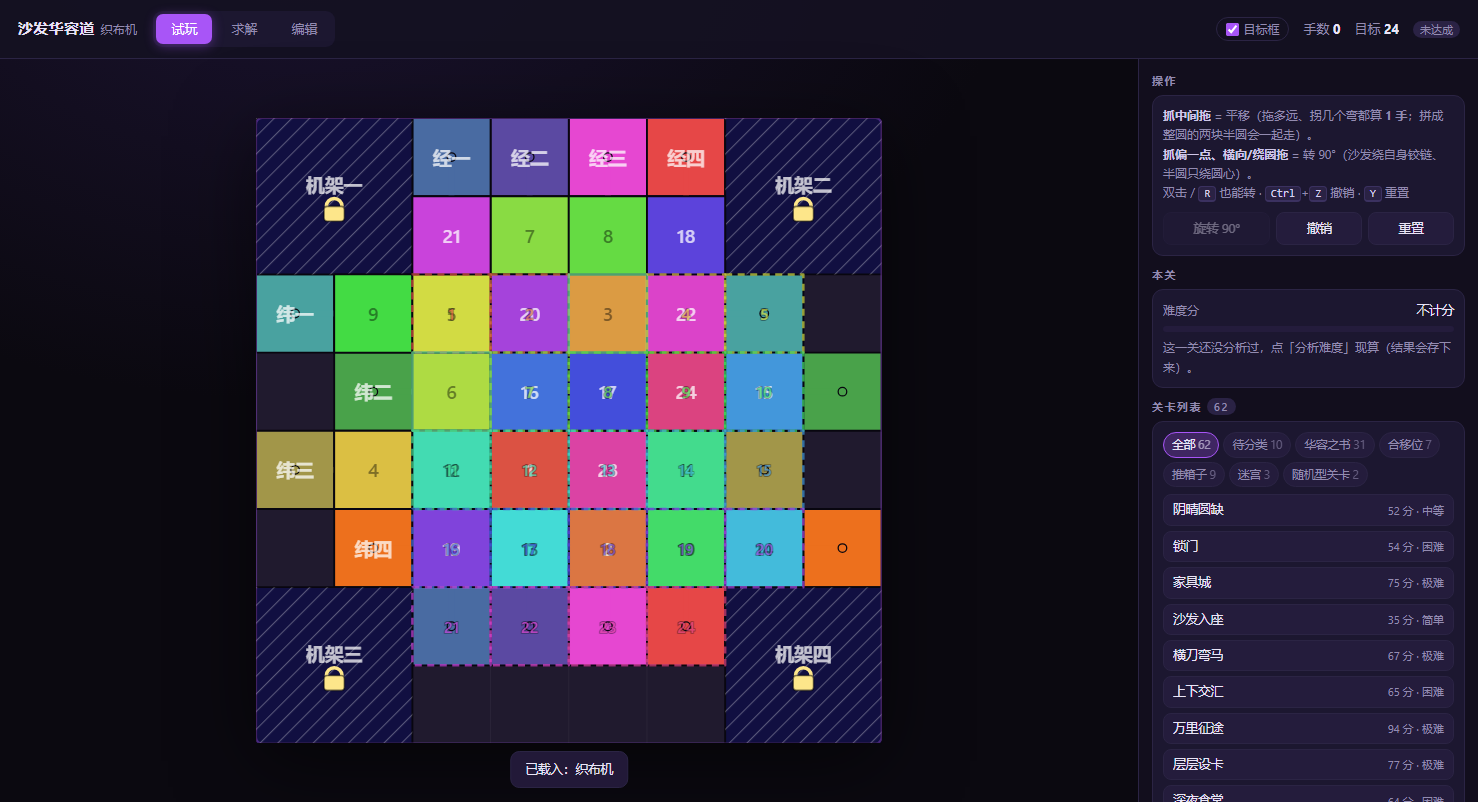 沙发华容道 织布机 试玩 求解 编辑 目标框 手数 0 目标 24 未达成
操作
抓中间拖 = 平移（拖多远、拐几个弯都算 1 手；拼成
整圆的两块半圆会一起走）。
抓偏一点、横向/绕圈拖 = 转 90°（沙发绕自身铰链、
半圆只绕圆心）。
双击 / R 也能转 · Ctrl + Z 撤销 · Y 重置
旋转 90° 撤销 重置
本关
难度分 不计分
这一关还没分析过，点「分析难度」现算（结果会存下
来）。
关卡列表 62
全部 62 待分类 10 华容之书 31 合移位 7
推箱子 9 迷宫 3 随机型关卡 2
阴晴圆缺 52 分 · 中等
锁门 54 分 · 困难
家具城 75 分 · 极难
沙发入座 35 分 · 简单
横刀弯马 67 分 · 极难
上下交汇 65 分 · 困难
万里征途 94 分 · 极难
层层设卡 77 分 · 极难
深夜食堂 64 分 · 困难
机架一 经一 经二 经三 经四 机架二
21 7 8 18
纬一 9 3 5
纬二 6 16 17 24 15
纬三 4 12 11 23 14
纬四 19 13 10 20
21 22 23 24
机架三 机架四
已载入：织布机